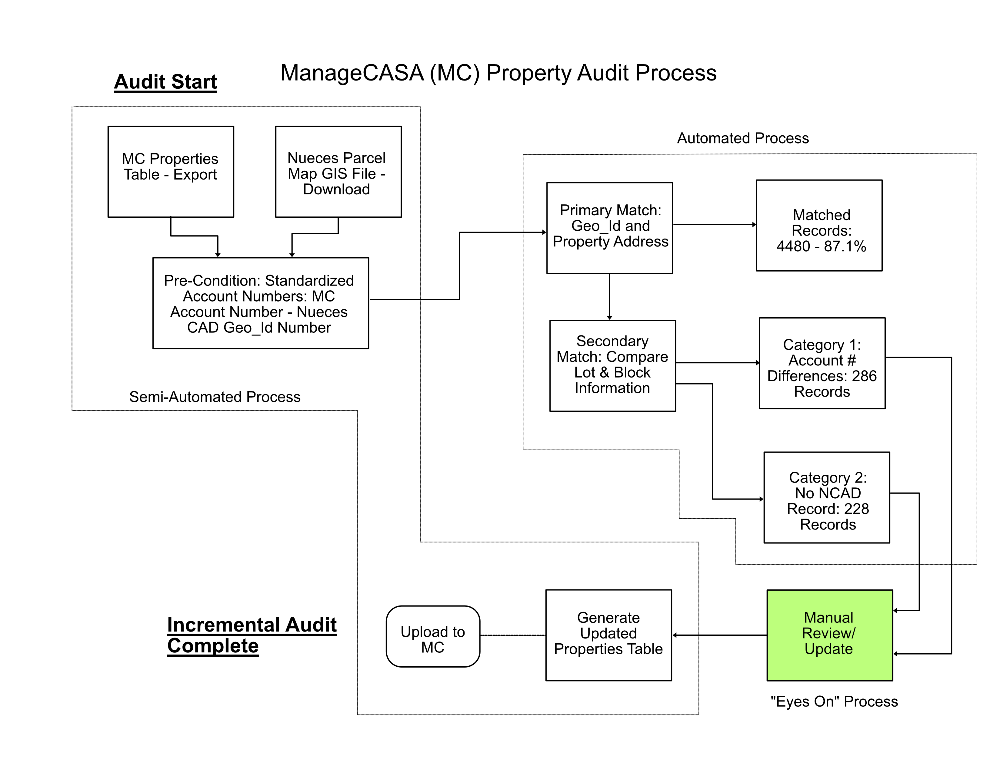 ManageCASA (MC) Property Audit Process
Audit Start
MC Properties
Table - Export
Nueces Parcel
Map GIS File -
Download
Pre-Condition: Standardized
Account Numbers: MC
Account Number - Nueces
CAD Geo_Id Number
Semi-Automated Process
Automated Process
Primary Match:
Geo_Id and
Property Address
Matched
Records:
4480 - 87.1%
Secondary
Match: Compare
Lot & Block
Information
Category 1:
Account #
Differences: 286
Records
Category 2:
No NCAD
Record: 228
Records
Manual
Review/
Update
"Eyes On" Process
Generate
Updated
Properties Table
Upload to
MC
Incremental Audit
Complete